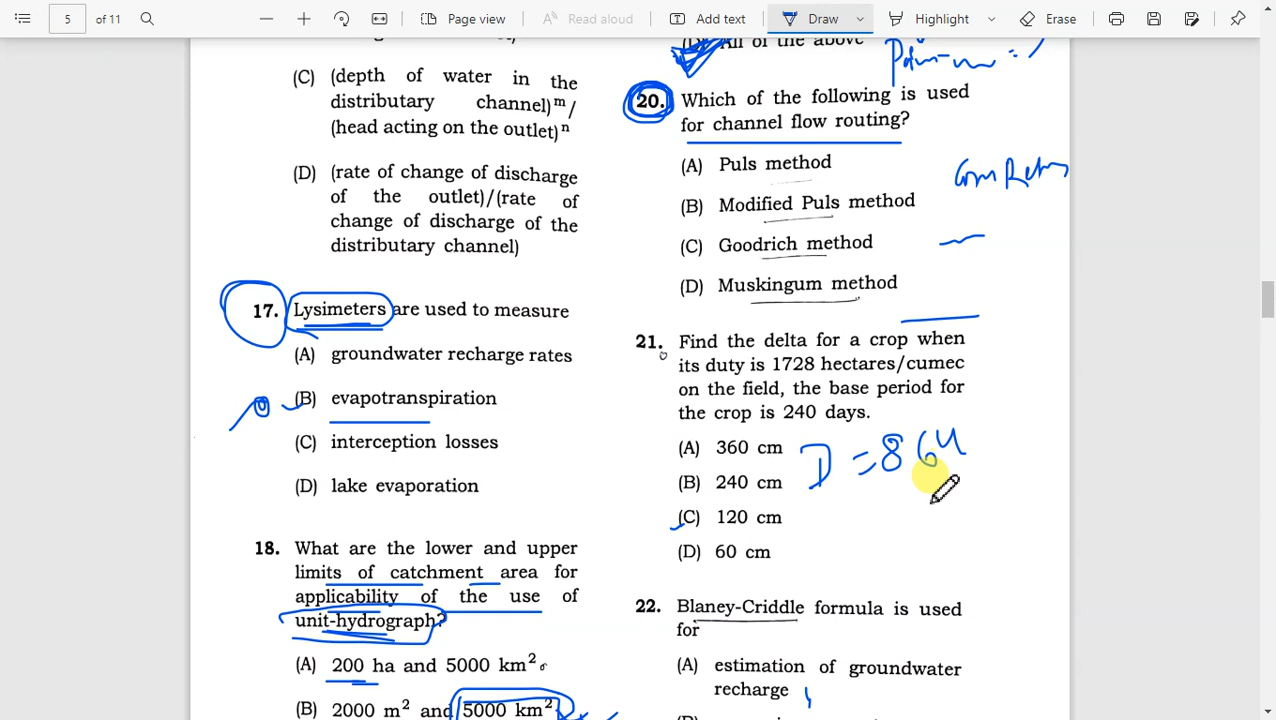 5 of 11
Page view
Read aloud
Add text
Draw
Highlight
Erase
(C) (depth of water in the
distributary channel)ᵐ/
(head acting on the outlet)ⁿ
(D) (rate of change of discharge
of the outlet)/(rate of
change of discharge of the
distributary channel)
17. Lysimeters are used to measure
(A) groundwater recharge rates
(B) evapotranspiration
(C) interception losses
(D) lake evaporation
18. What are the lower and upper
limits of catchment area for
applicability of the use of
unit-hydrograph?
(A) 200 ha and 5000 km²
(B) 2000 m² and 5000 km²
(D) All of the above
20. Which of the following is used
for channel flow routing?
(A) Puls method
(B) Modified Puls method
(C) Goodrich method
(D) Muskingum method
21. Find the delta for a crop when
its duty is 1728 hectares/cumec
on the field, the base period for
the crop is 240 days.
(A) 360 cm
(B) 240 cm
(C) 120 cm
(D) 60 cm
D = 864
22. Blaney-Criddle formula is used
for
(A) estimation of groundwater
recharge